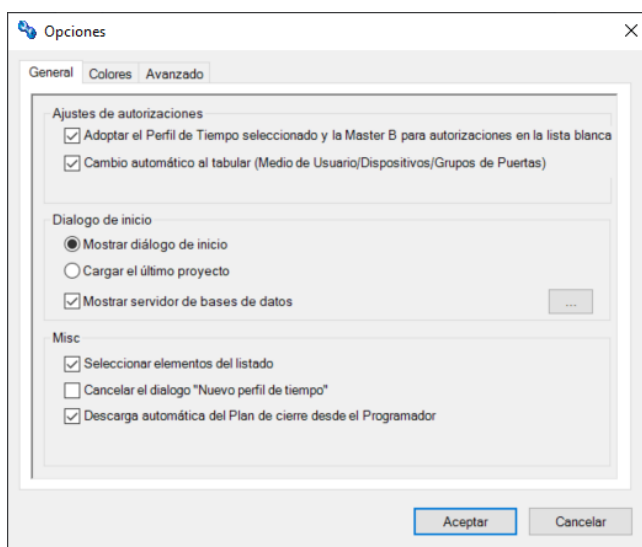 Opciones
General Colores Avanzado
Ajustes de autorizaciones
Adoptar el Perfil de Tiempo seleccionado y la Master B para autorizaciones en la lista blanca
Cambio automático al tabular (Medio de Usuario/Dispositivos/Grupos de Puertas)
Dialogo de inicio
Mostrar diálogo de inicio
Cargar el último proyecto
Mostrar servidor de bases de datos ...
Misc
Seleccionar elementos del listado
Cancelar el dialogo "Nuevo perfil de tiempo"
Descarga automática del Plan de cierre desde el Programador
Aceptar Cancelar